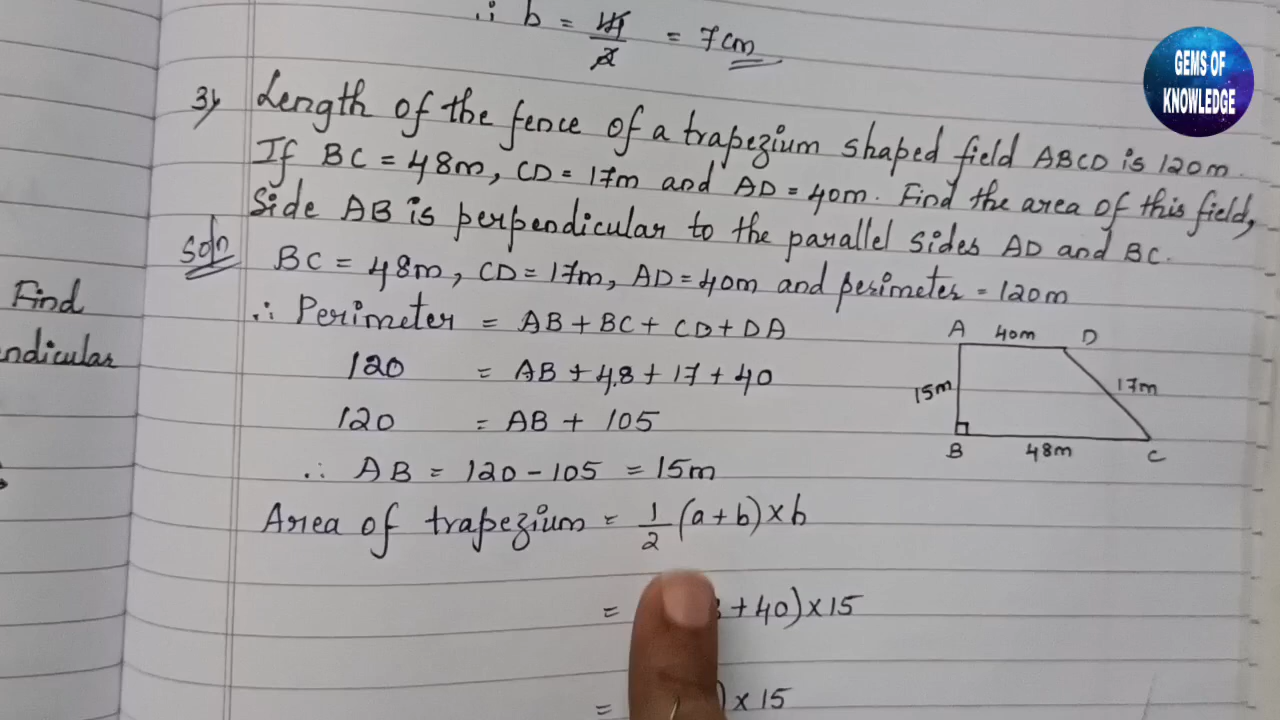 ∴ b = 14/2 = 7cm
GEMS OF
KNOWLEDGE
3) Length of the fence of a trapezium shaped field ABCD is 120m.
If BC = 48m, CD = 17m and AD = 40m. Find the area of this field,
Side AB is perpendicular to the parallel sides AD and BC.
Soln
BC = 48m, CD = 17m, AD = 40m and perimeter = 120m
Find
ndicular
∴ Perimeter = AB + BC + CD + DA
120 = AB + 48 + 17 + 40
120 = AB + 105
∴ AB = 120 - 105 = 15m
A 40m D
15m 17m
B 48m C
Area of trapezium = 1/2 (a + b) × b
= + 40) × 15
= ) × 15